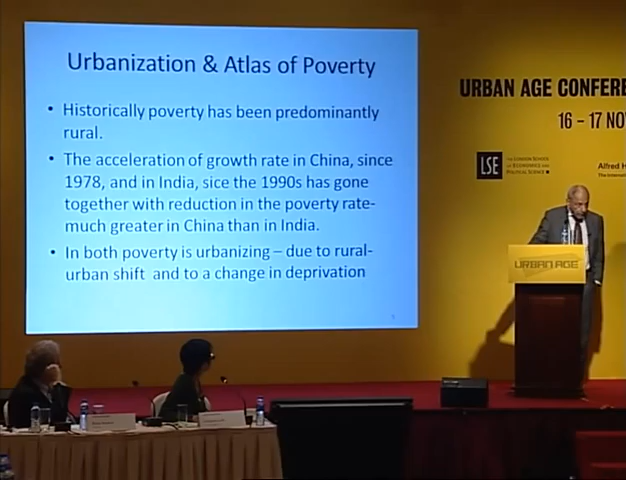 Urbanization & Atlas of Poverty
• Historically poverty has been predominantly
rural.
• The acceleration of growth rate in China, since
1978, and in India, sice the 1990s has gone
together with reduction in the poverty rate-
much greater in China than in India.
• In both poverty is urbanizing – due to rural-
urban shift and to a change in deprivation
URBAN AGE CONFERE
16 – 17 NO
LSE
THE LONDON SCHOOL
OF ECONOMICS AND
POLITICAL SCIENCE
Alfred H
The Internati
URBAN AGE